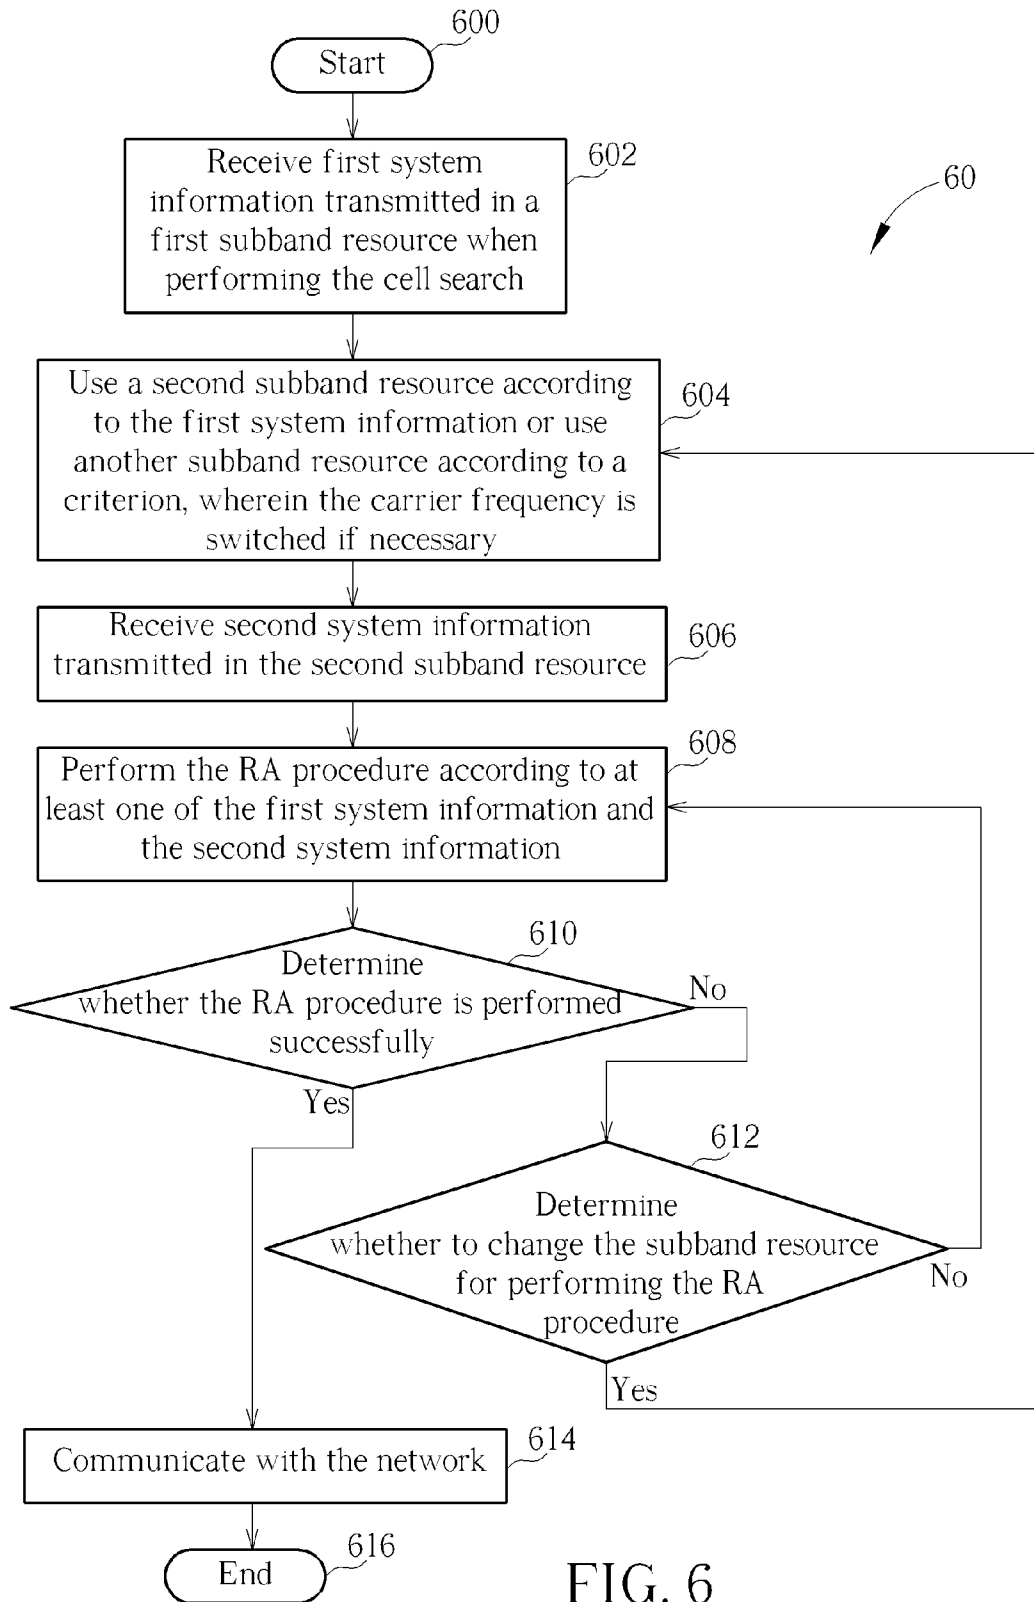 600
Start
602
Receive first system
information transmitted in a
first subband resource when
performing the cell search
60
604
Use a second subband resource according
to the first system information or use
another subband resource according to a
criterion, wherein the carrier frequency is
switched if necessary
606
Receive second system information
transmitted in the second subband resource
608
Perform the RA procedure according to at
least one of the first system information and
the second system information
610
Determine
whether the RA procedure is performed
successfully
No
Yes
612
Determine
whether to change the subband resource
for performing the RA
procedure
No
Yes
614
Communicate with the network
616
End
FIG. 6